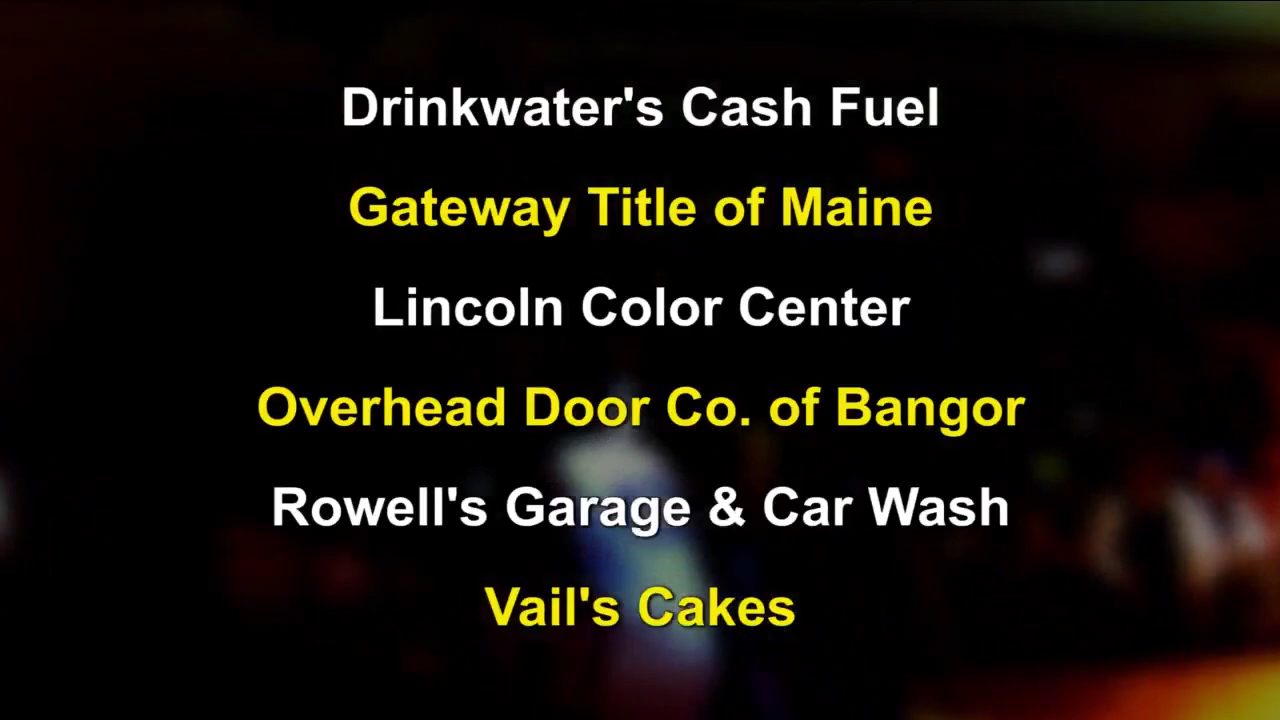 Drinkwater's Cash Fuel
Gateway Title of Maine
Lincoln Color Center
Overhead Door Co. of Bangor
Rowell's Garage & Car Wash
Vail's Cakes